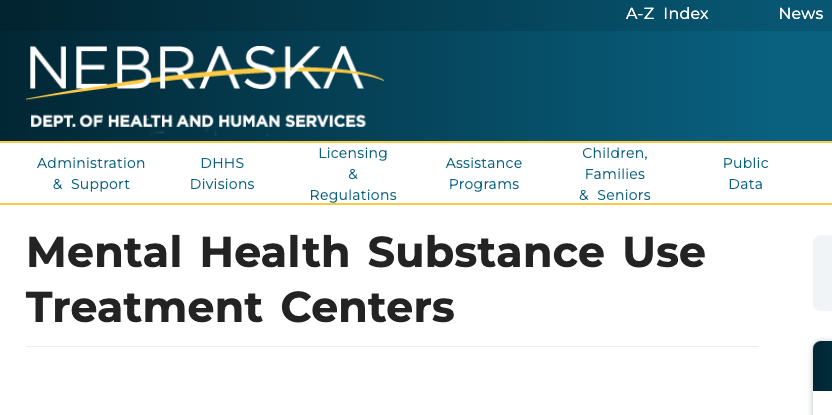 A-Z Index News
NEBRASKA
DEPT. OF HEALTH AND HUMAN SERVICES
Administration
& Support
DHHS
Divisions
Licensing
&
Regulations
Assistance
Programs
Children,
Families
& Seniors
Public
Data
Mental Health Substance Use
Treatment Centers